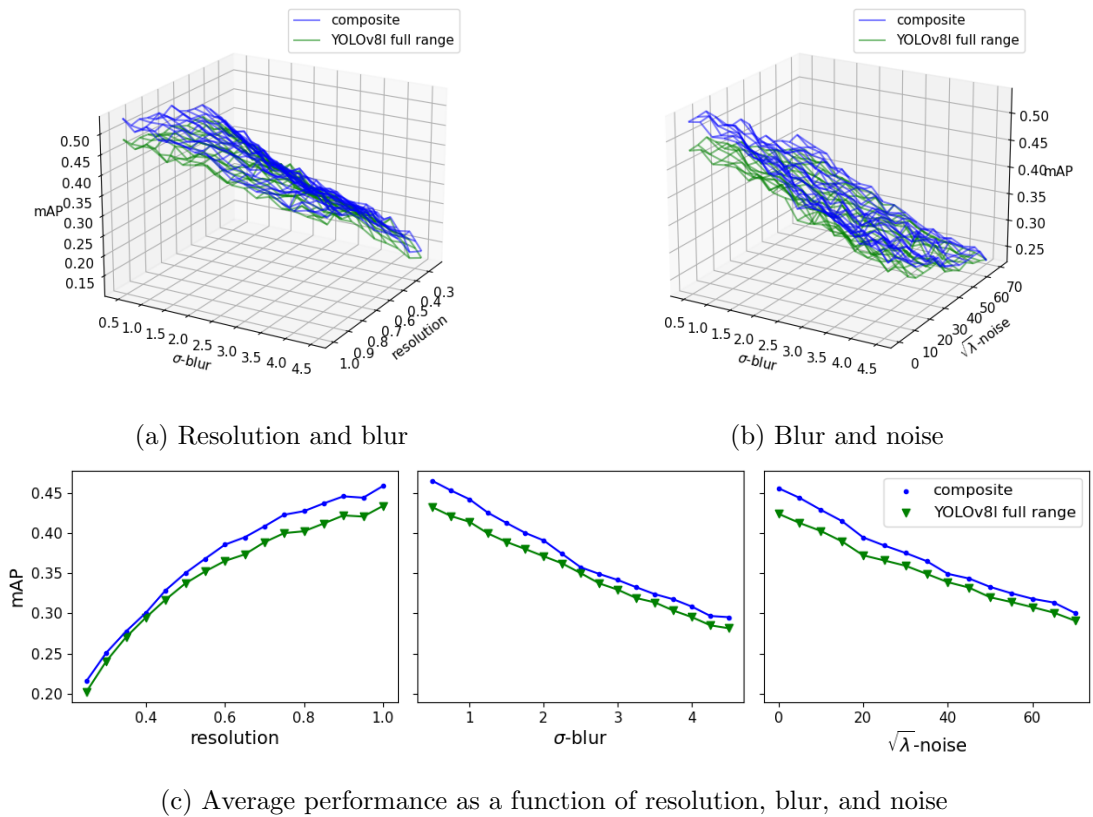 composite
YOLOv8l full range
0.50
0.45
0.40
0.35
0.30
0.25
0.20
0.15
mAP
0.5 1.0 1.5 2.0 2.5 3.0 3.5 4.0 4.5
σ-blur
1.0 0.9 0.8 0.7 0.6 0.5 0.4 0.3
resolution
composite
YOLOv8l full range
0.50
0.45
0.40
0.35
0.30
0.25
mAP
0.5 1.0 1.5 2.0 2.5 3.0 3.5 4.0 4.5
σ-blur
0 10 20 30 40 50 60 70
√λ-noise
(a) Resolution and blur
(b) Blur and noise
mAP
0.45
0.40
0.35
0.30
0.25
0.20
0.4 0.6 0.8 1.0
resolution
1 2 3 4
σ-blur
composite
YOLOv8l full range
0 20 40 60
√λ-noise
(c) Average performance as a function of resolution, blur, and noise